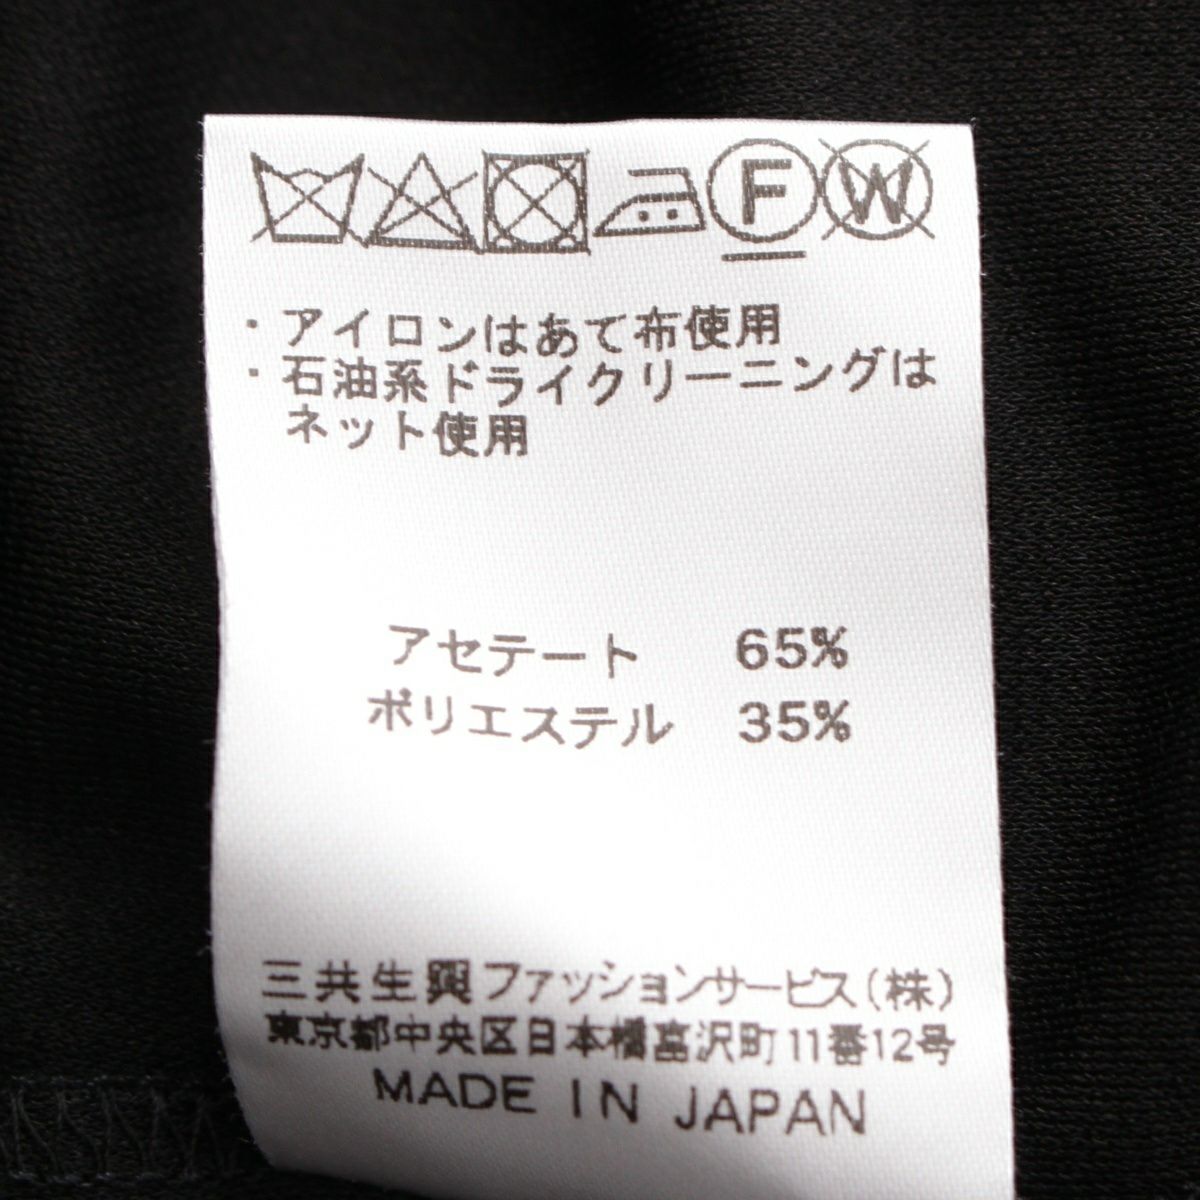 F W
・アイロンはあて布使用
・石油系ドライクリーニングは
ネット使用
アセテート 65%
ポリエステル 35%
三共生興ファッションサービス(株)
東京都中央区日本橋富沢町11番12号
MADE IN JAPAN